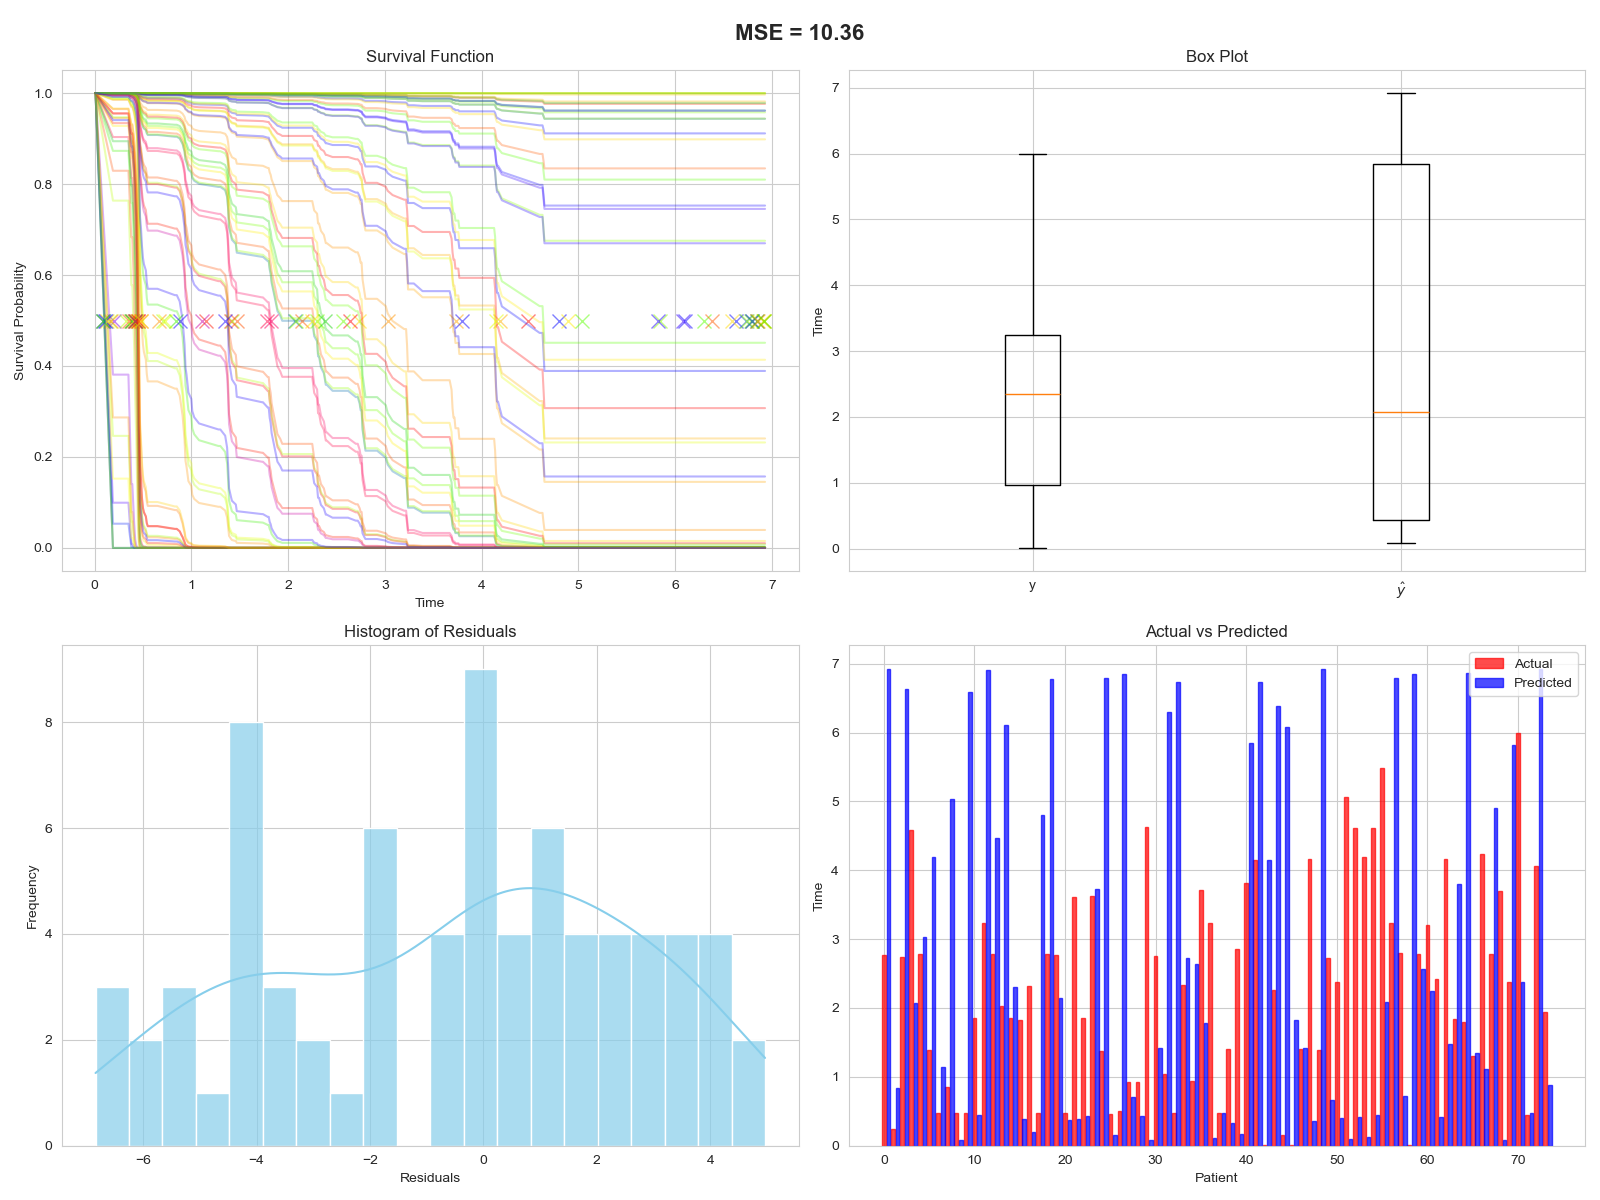 MSE = 10.36
Survival Function
1.0
0.8
0.6
0.4
0.2
0.0
Survival Probability
0 1 2 3 4 5 6 7
Time
Box Plot
7
6
5
4
3
2
1
0
Time
y ŷ
Histogram of Residuals
8
6
4
2
0
Frequency
−6 −4 −2 0 2 4
Residuals
Actual vs Predicted
7
6
5
4
3
2
1
0
Time
Actual
Predicted
0 10 20 30 40 50 60 70
Patient